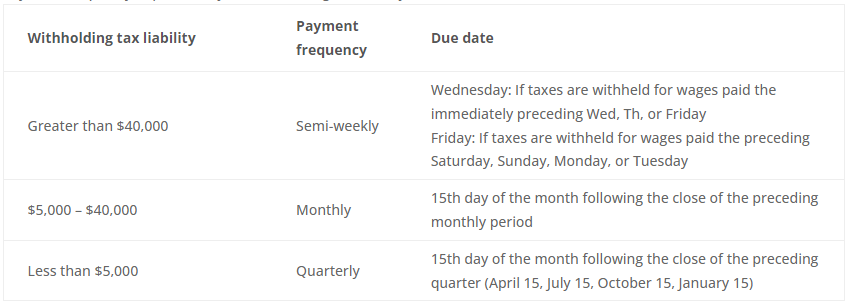 Withholding tax liability
Payment
frequency
Due date
Greater than $40,000
Semi-weekly
Wednesday: If taxes are withheld for wages paid the
immediately preceding Wed, Th, or Friday
Friday: If taxes are withheld for wages paid the preceding
Saturday, Sunday, Monday, or Tuesday
$5,000 – $40,000
Monthly
15th day of the month following the close of the preceding
monthly period
Less than $5,000
Quarterly
15th day of the month following the close of the preceding
quarter (April 15, July 15, October 15, January 15)